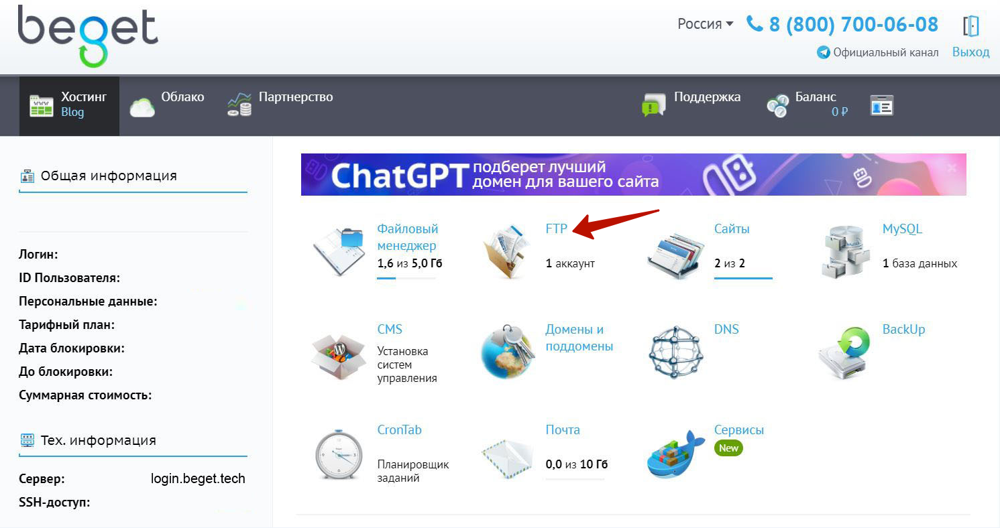 beget
Россия
8 (800) 700-06-08
Официальный канал
Выход
Хостинг
Blog
Облако
Партнерство
Поддержка
Баланс
0 ₽
Общая информация
Логин:
ID Пользователя:
Персональные данные:
Тарифный план:
Дата блокировки:
До блокировки:
Суммарная стоимость:
Тех. информация
Сервер: login.beget.tech
SSH-доступ:
ChatGPT подберет лучший
домен для вашего сайта
Файловый
менеджер
1,6 из 5,0 Гб
FTP
1 аккаунт
Сайты
2 из 2
MySQL
1 база данных
CMS
Установка
систем
управления
Домены и
поддомены
DNS
BackUp
CronTab
Планировщик
заданий
Почта
0,0 из 10 Гб
Сервисы
New